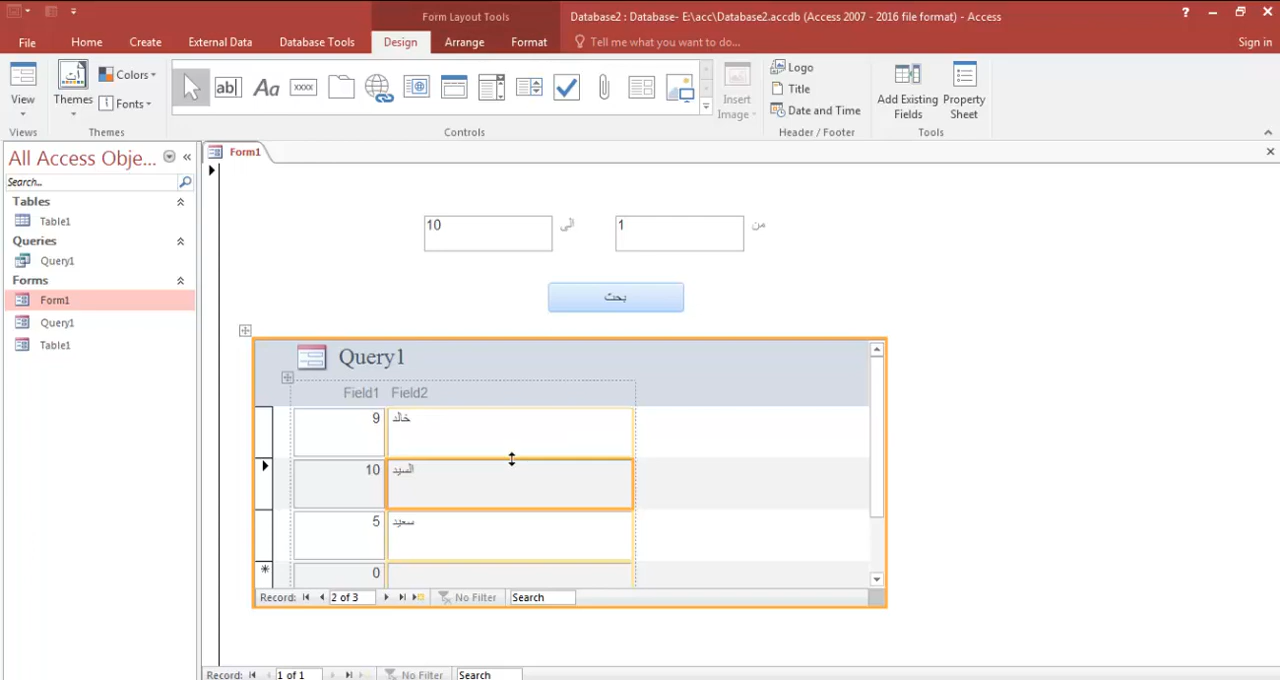 Form Layout Tools
Database2 : Database- E:\acc\Database2.accdb (Access 2007 - 2016 file format) - Access
?
File Home Create External Data Database Tools Design Arrange Format Tell me what you want to do... Sign in
View
Views
Themes
Colors
Fonts
Themes
ab|
Aa
xxxx
Controls
Insert Image
Logo
Title
Date and Time
Header / Footer
Add Existing Fields
Property Sheet
Tools
All Access Obje... «
Search...
Tables
Table1
Queries
Query1
Forms
Form1
Query1
Table1
Form1
من 1 الى 10
بحث
Query1
Field1 Field2
9 خالد
10 السيد
5 سعيد
0
Record: 2 of 3 No Filter Search
Record: 1 of 1 No Filter Search